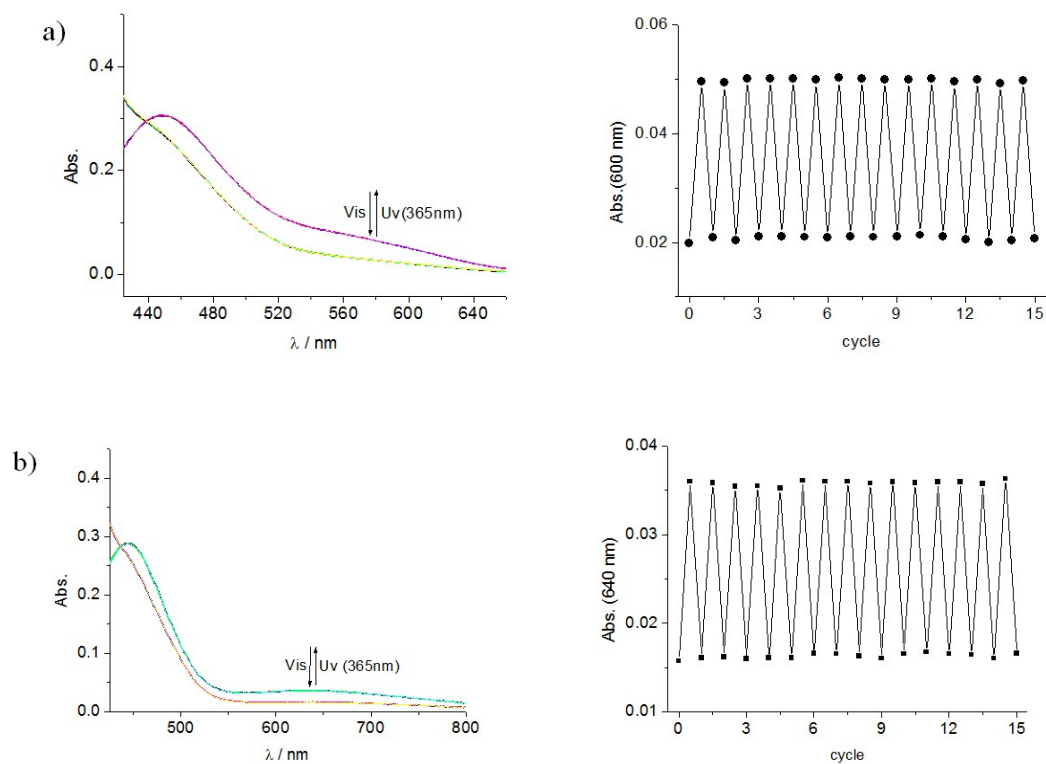 a)
0.4
0.2
0.0
Abs.
Vis
Uv(365nm)
440 480 520 560 600 640
λ / nm
0.06
0.04
0.02
Abs.(600 nm)
0 3 6 9 12 15
cycle
b)
0.4
0.3
0.2
0.1
0.0
Abs.
Vis
Uv (365nm)
500 600 700 800
λ / nm
0.04
0.03
0.02
0.01
Abs. (640 nm)
0 3 6 9 12 15
cycle